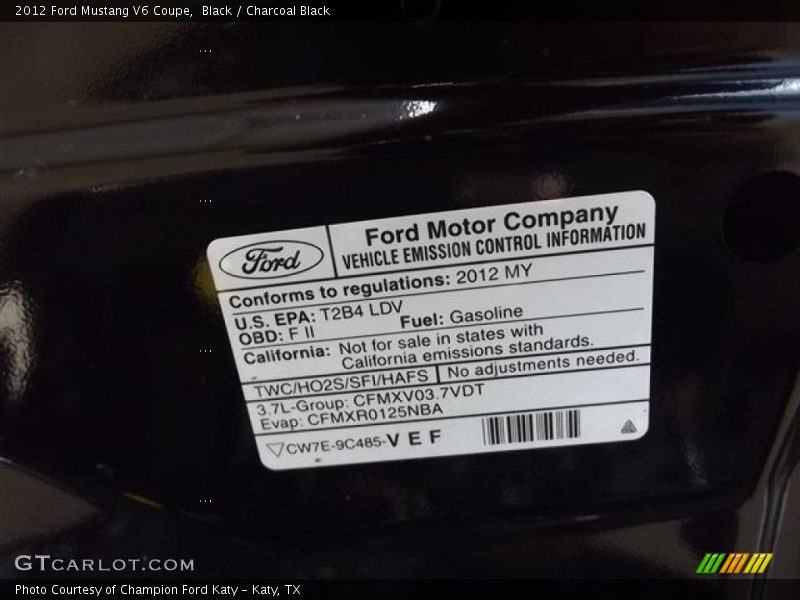 2012 Ford Mustang V6 Coupe,  Black / Charcoal Black
Ford
Ford Motor Company
VEHICLE EMISSION CONTROL INFORMATION
Conforms to regulations: 2012 MY
U.S. EPA: T2B4 LDV
OBD: F II Fuel: Gasoline
California: Not for sale in states with
California emissions standards.
TWC/HO2S/SFI/HAFS No adjustments needed.
3.7L-Group: CFMXV03.7VDT
Evap: CFMXR0125NBA
CW7E-9C485-VEF
GTCARLOT.COM
Photo Courtesy of Champion Ford Katy - Katy, TX